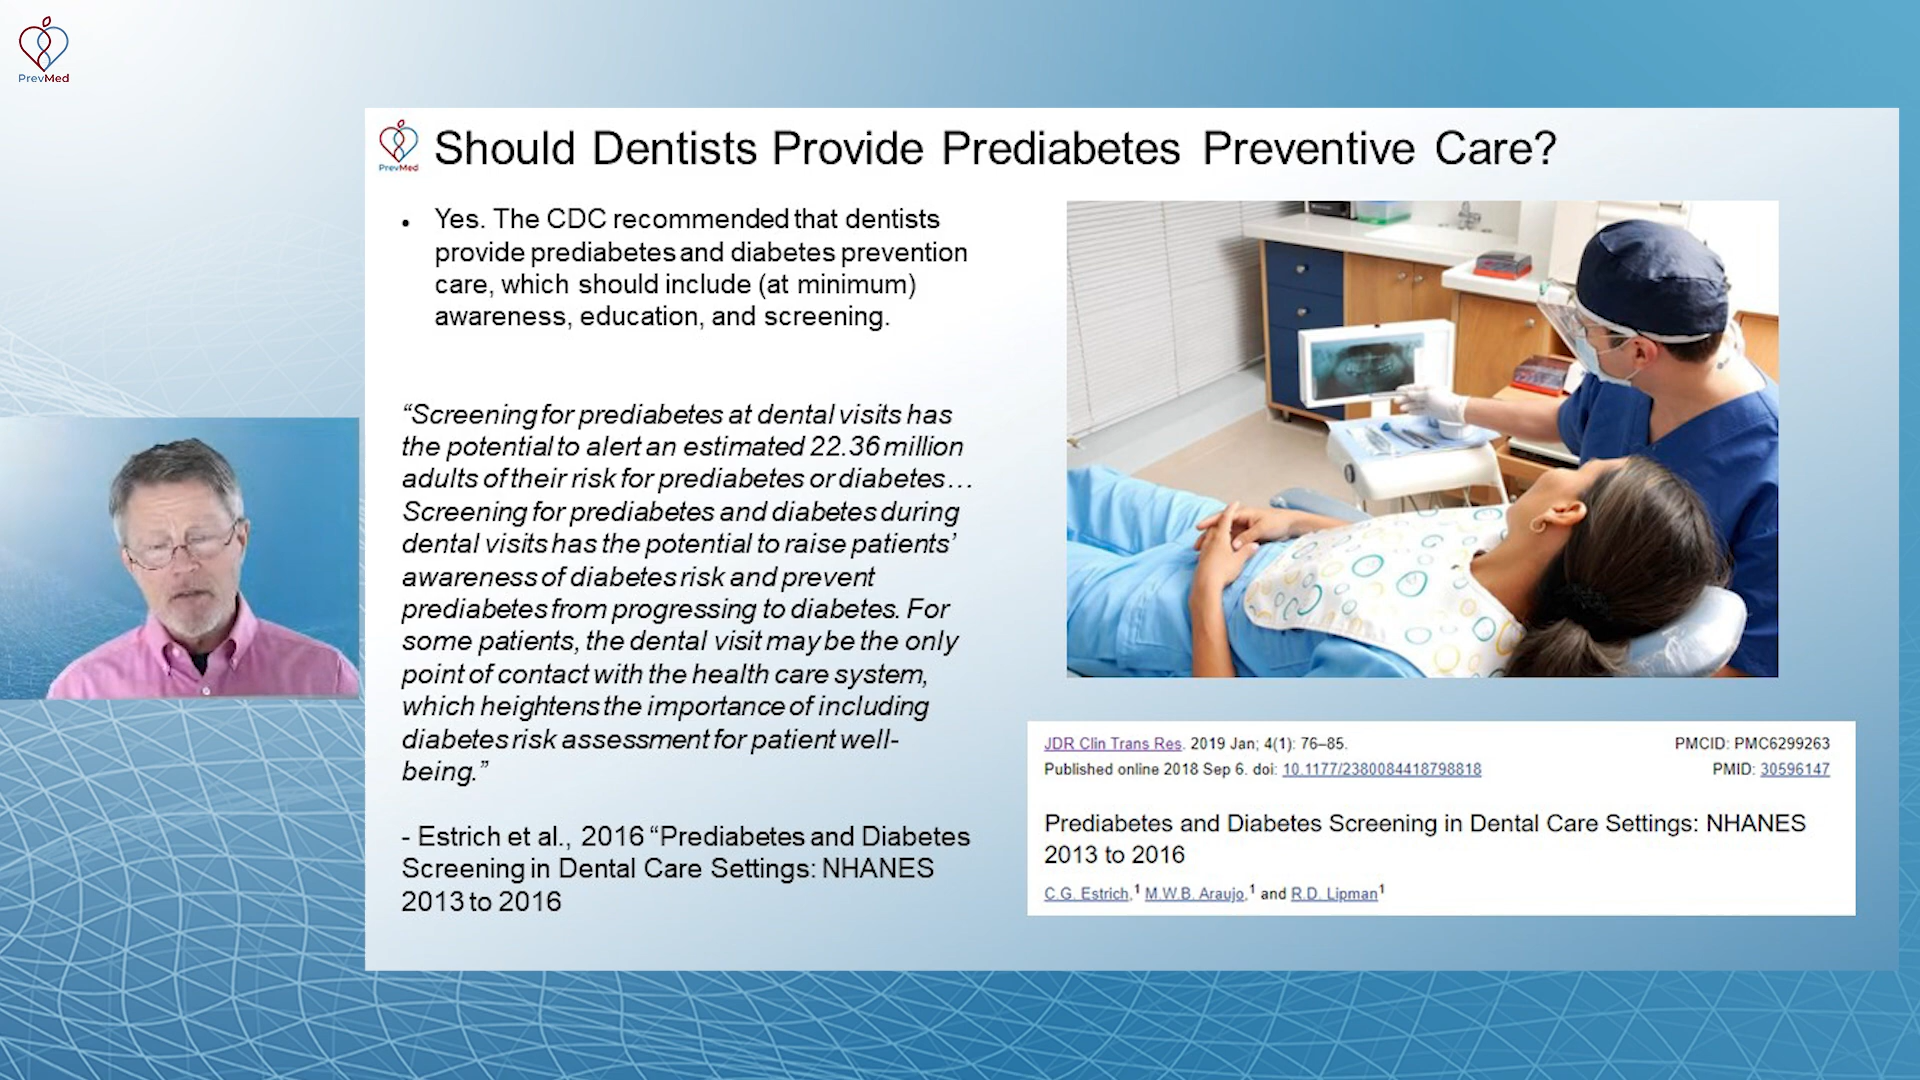 PrevMed
PrevMed
Should Dentists Provide Prediabetes Preventive Care?
• Yes. The CDC recommended that dentists
provide prediabetes and diabetes prevention
care, which should include (at minimum)
awareness, education, and screening.
“Screening for prediabetes at dental visits has
the potential to alert an estimated 22.36 million
adults of their risk for prediabetes or diabetes…
Screening for prediabetes and diabetes during
dental visits has the potential to raise patients’
awareness of diabetes risk and prevent
prediabetes from progressing to diabetes. For
some patients, the dental visit may be the only
point of contact with the health care system,
which heightens the importance of including
diabetes risk assessment for patient well-
being.”
- Estrich et al., 2016 “Prediabetes and Diabetes
Screening in Dental Care Settings: NHANES
2013 to 2016
JDR Clin Trans Res. 2019 Jan; 4(1): 76–85.
Published online 2018 Sep 6. doi: 10.1177/2380084418798818
PMCID: PMC6299263
PMID: 30596147
Prediabetes and Diabetes Screening in Dental Care Settings: NHANES
2013 to 2016
C.G. Estrich,1 M.W.B. Araujo,1 and R.D. Lipman1